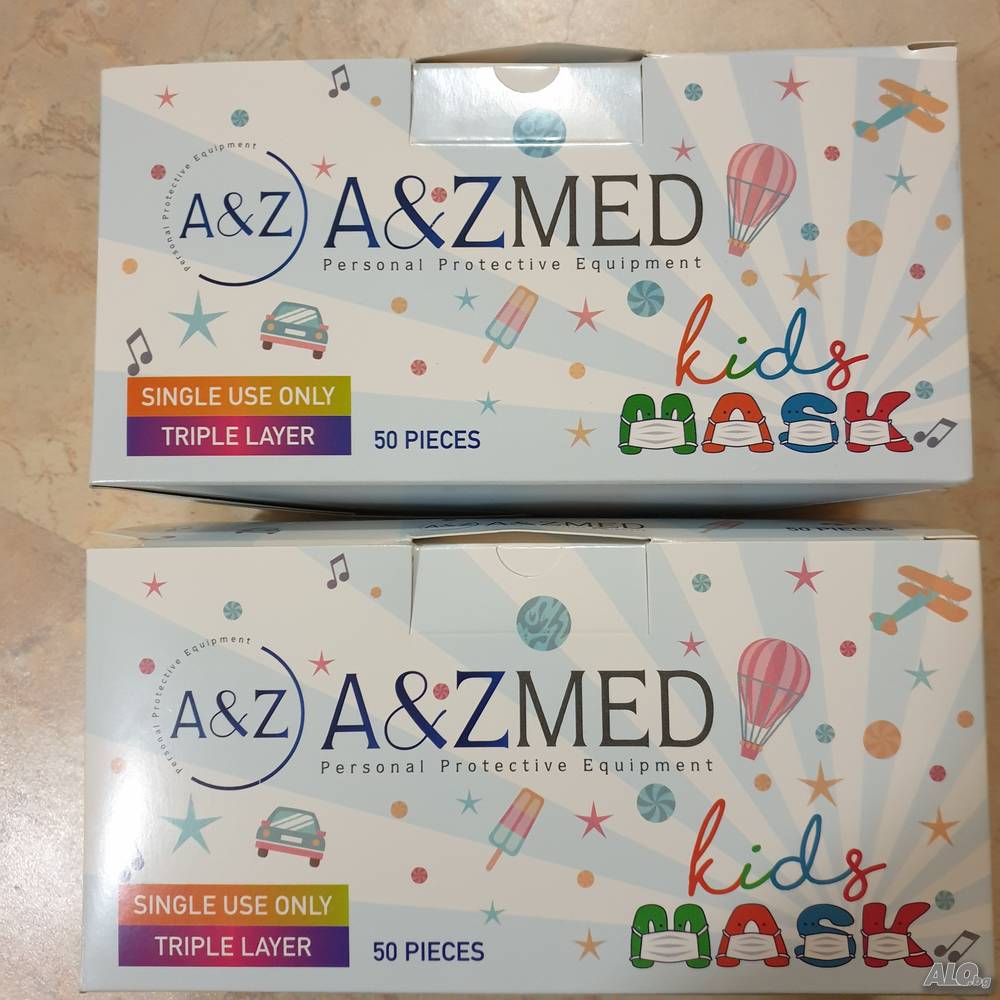 Personal Protective Equipment
A&Z
A&ZMED
Personal Protective Equipment
kids
MASK
SINGLE USE ONLY
TRIPLE LAYER
50 PIECES
A&Z A&ZMED
50 PIECES
Personal Protective Equipment
A&Z
A&ZMED
Personal Protective Equipment
kids
MASK
SINGLE USE ONLY
TRIPLE LAYER
50 PIECES
ALO.bg